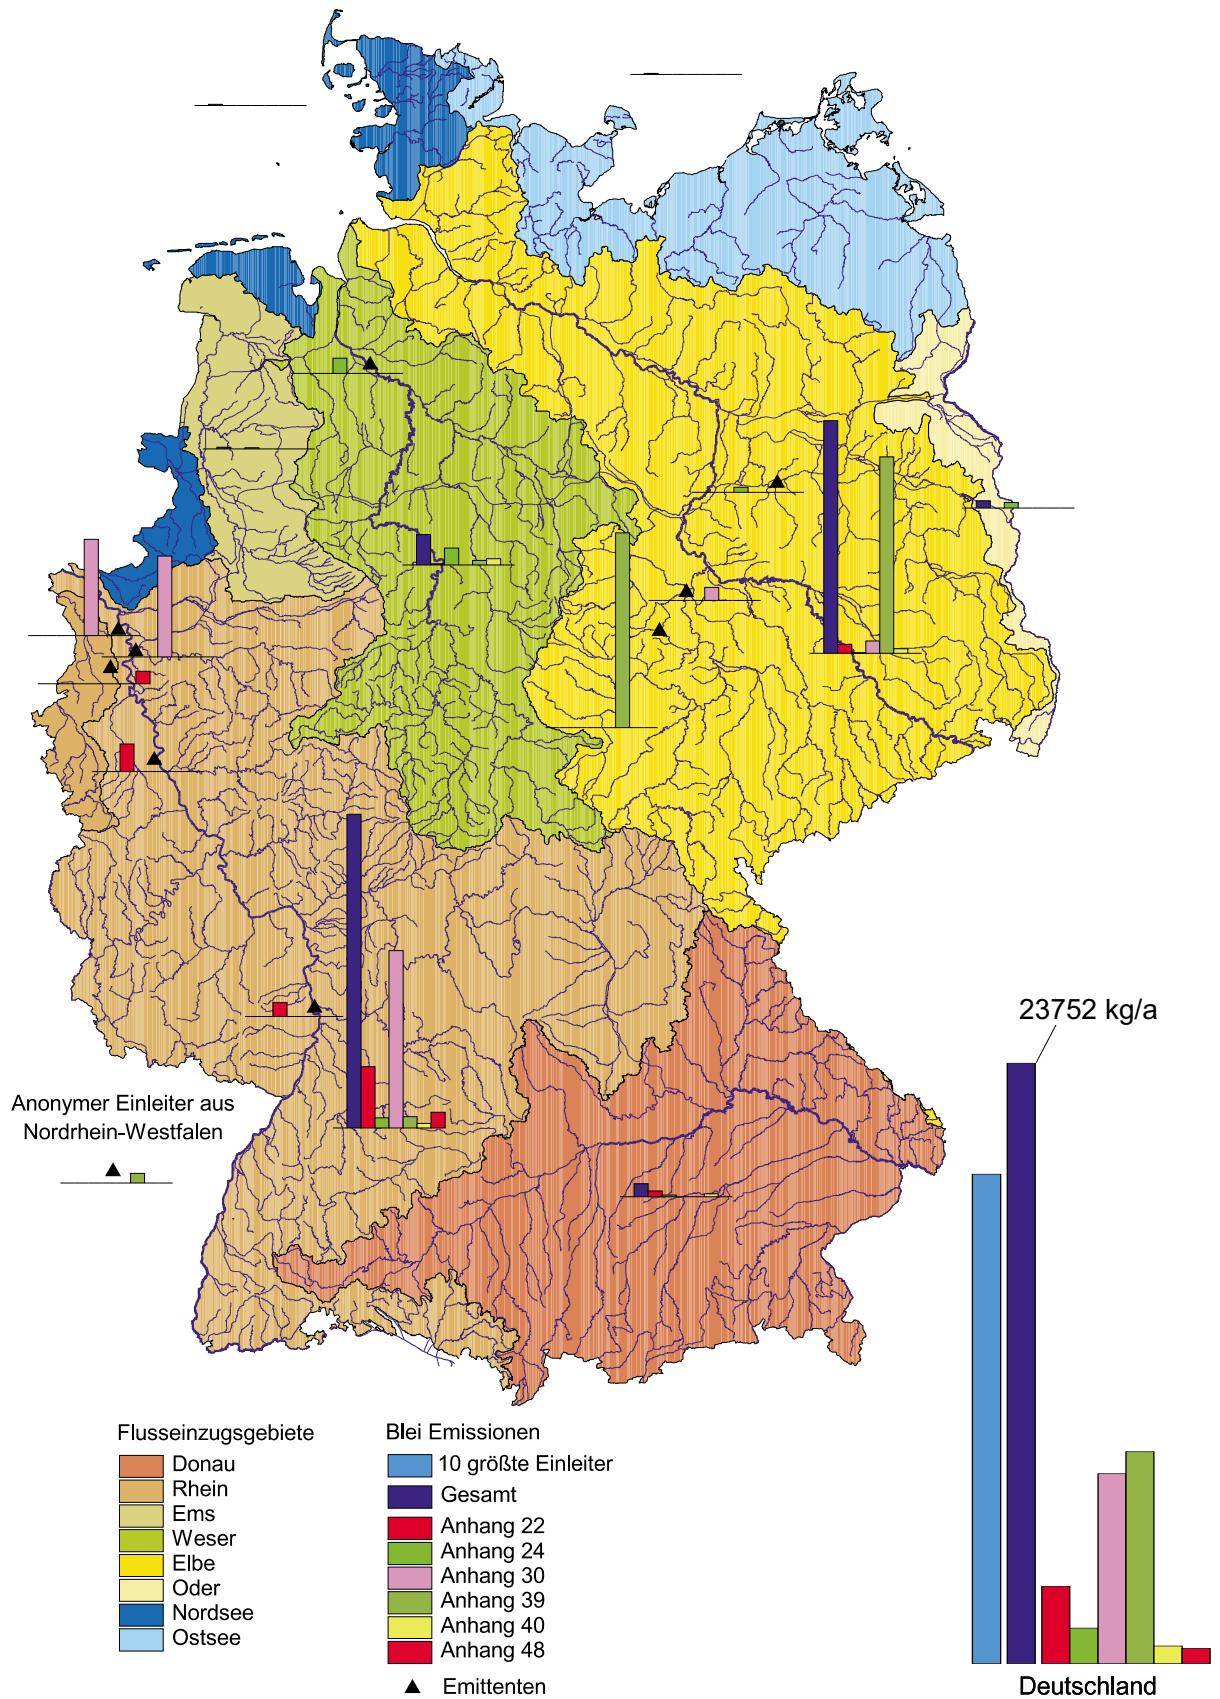 23752 kg/a
Anonymer Einleiter aus
Nordrhein-Westfalen
Flusseinzugsgebiete
Donau
Rhein
Ems
Weser
Elbe
Oder
Nordsee
Ostsee
Blei Emissionen
10 größte Einleiter
Gesamt
Anhang 22
Anhang 24
Anhang 30
Anhang 39
Anhang 40
Anhang 48
Emittenten
Deutschland